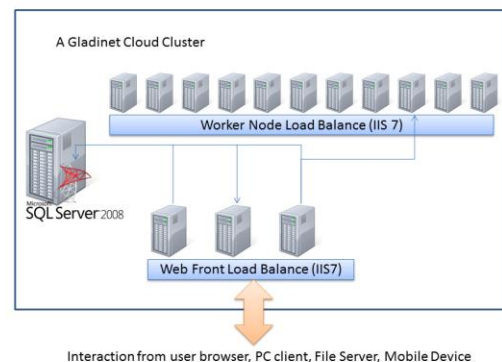 A Gladinet Cloud Cluster
Worker Node Load Balance (IIS 7)
Microsoft
SQL Server 2008
Web Front Load Balance (IIS7)
Interaction from user browser, PC client, File Server, Mobile Device